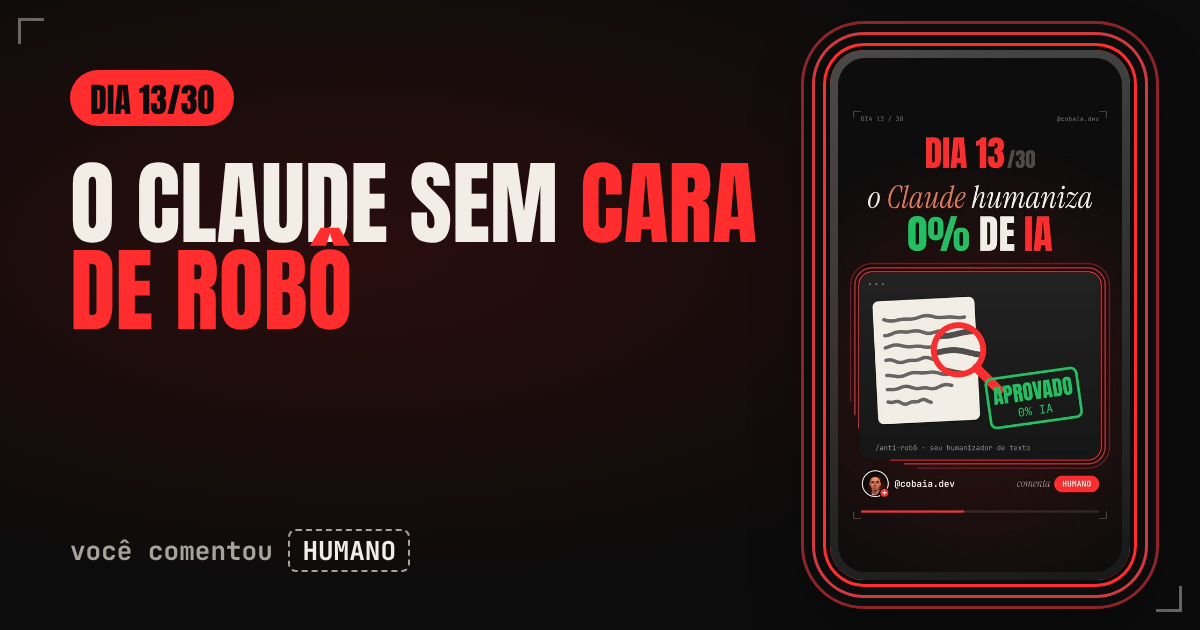 DIA 13/30
O CLAUDE SEM CARA
DE ROBÔ
você comentou HUMANO
DIA 13 / 30
@cobaia.dev
DIA 13/30
o Claude humaniza
0% DE IA
APROVADO
0% IA
/anti-robô · seu humanizador de texto
@cobaia.dev
comenta HUMANO